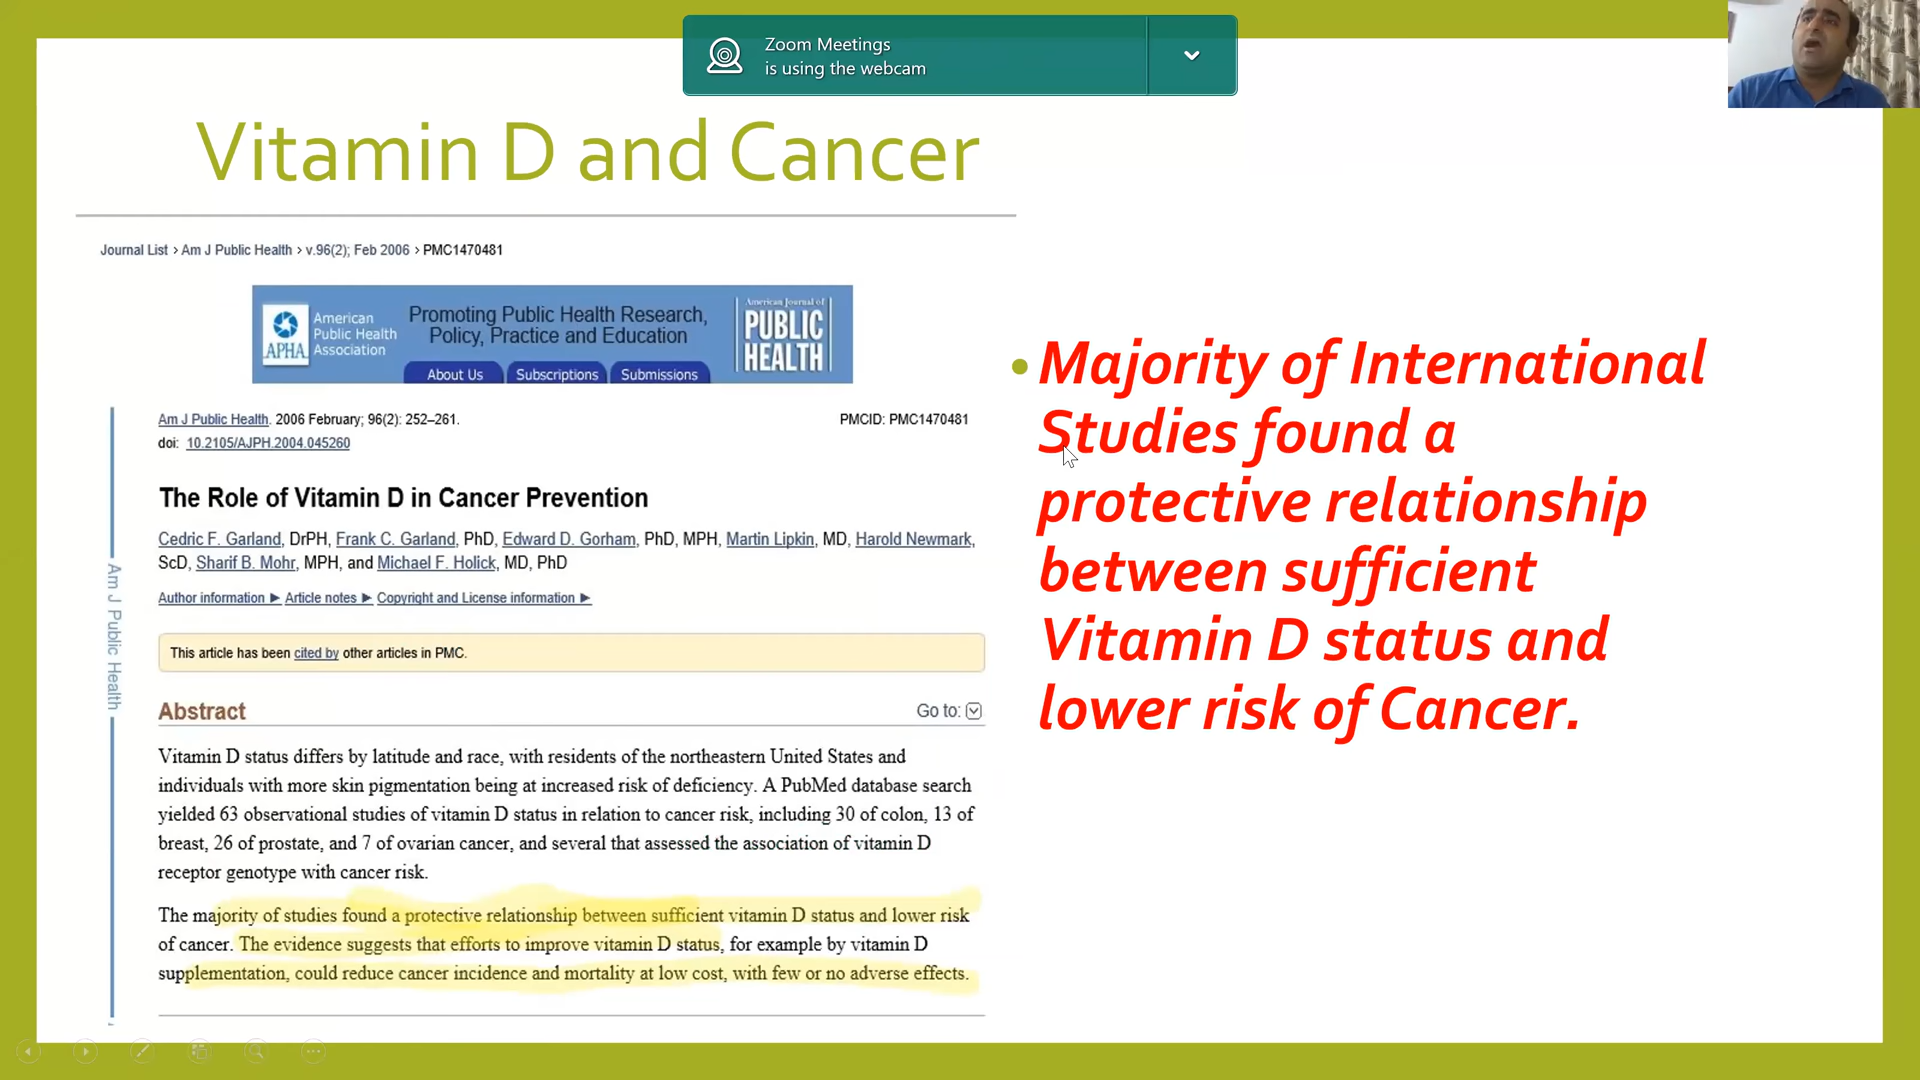 Zoom Meetings
is using the webcam
Vitamin D and Cancer
Journal List > Am J Public Health > v.96(2); Feb 2006 > PMC1470481
American
Public Health
Association
APHA
Promoting Public Health Research,
Policy, Practice and Education
About Us Subscriptions Submissions
American Journal of
PUBLIC
HEALTH
Am J Public Health. 2006 February; 96(2): 252–261. PMCID: PMC1470481
doi: 10.2105/AJPH.2004.045260
The Role of Vitamin D in Cancer Prevention
Cedric F. Garland, DrPH, Frank C. Garland, PhD, Edward D. Gorham, PhD, MPH, Martin Lipkin, MD, Harold Newmark,
ScD, Sharif B. Mohr, MPH, and Michael F. Holick, MD, PhD
Author information ► Article notes ► Copyright and License information ►
This article has been cited by other articles in PMC.
Am J Public Health
Abstract Go to:
Vitamin D status differs by latitude and race, with residents of the northeastern United States and
individuals with more skin pigmentation being at increased risk of deficiency. A PubMed database search
yielded 63 observational studies of vitamin D status in relation to cancer risk, including 30 of colon, 13 of
breast, 26 of prostate, and 7 of ovarian cancer, and several that assessed the association of vitamin D
receptor genotype with cancer risk.
The majority of studies found a protective relationship between sufficient vitamin D status and lower risk
of cancer. The evidence suggests that efforts to improve vitamin D status, for example by vitamin D
supplementation, could reduce cancer incidence and mortality at low cost, with few or no adverse effects.
• Majority of International
Studies found a
protective relationship
between sufficient
Vitamin D status and
lower risk of Cancer.